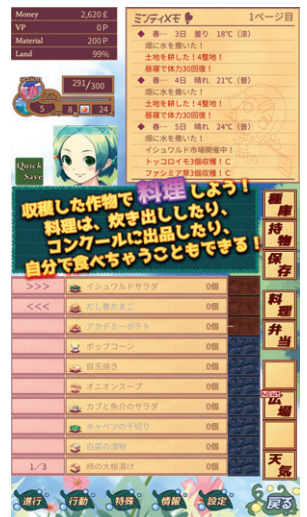 Money 2,620 £
VP 0 P
Material 200 P
Land 99%
291/300
5 8 24
Quick Save
ミンティメモ 1ページ目
◆ 春… 3日 曇り 18℃（涼）
畑に水を撒いた！
土地を耕した！4整地！
昼寝で体力30回復！
◆ 春… 4日 晴れ 21℃（普）
畑に水を撒いた！
土地を耕した！4整地！
昼寝で体力30回復！
◆ 春… 5日 晴れ 24℃（普）
畑に水を撒いた！
イシュワルド市場開催中！
トッコロイモ3個収穫！C
ファシミア草3個収穫！C
収穫した作物で料理しよう！
料理は、炊き出ししたり、
コンクールに出品したり、
自分で食べちゃうこともできる！
>>> イシュワルドサラダ 0個
<<< だし巻たまご 0個
アカデミーポテト 0個
ポップコーン 0個
目玉焼き 0個
オニオンスープ 0個
カブと魚介のサラダ 0個
キャベツの千切り 0個
白菜の漬物 0個
1/3 柿の大根漬け 0個
種庫
持物
保存
料理
弁当
NEW!
広場
天気
進行 行動 特殊 情報 設定 戻る